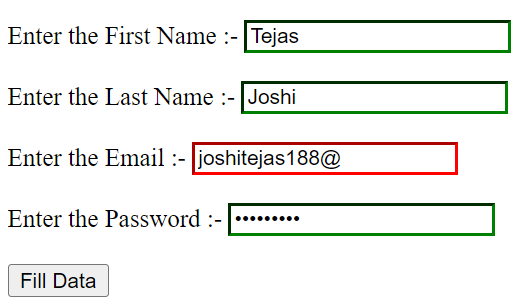 Enter the First Name :- Tejas
Enter the Last Name :- Joshi
Enter the Email :- joshitejas188@
Enter the Password :- •••••••••
Fill Data